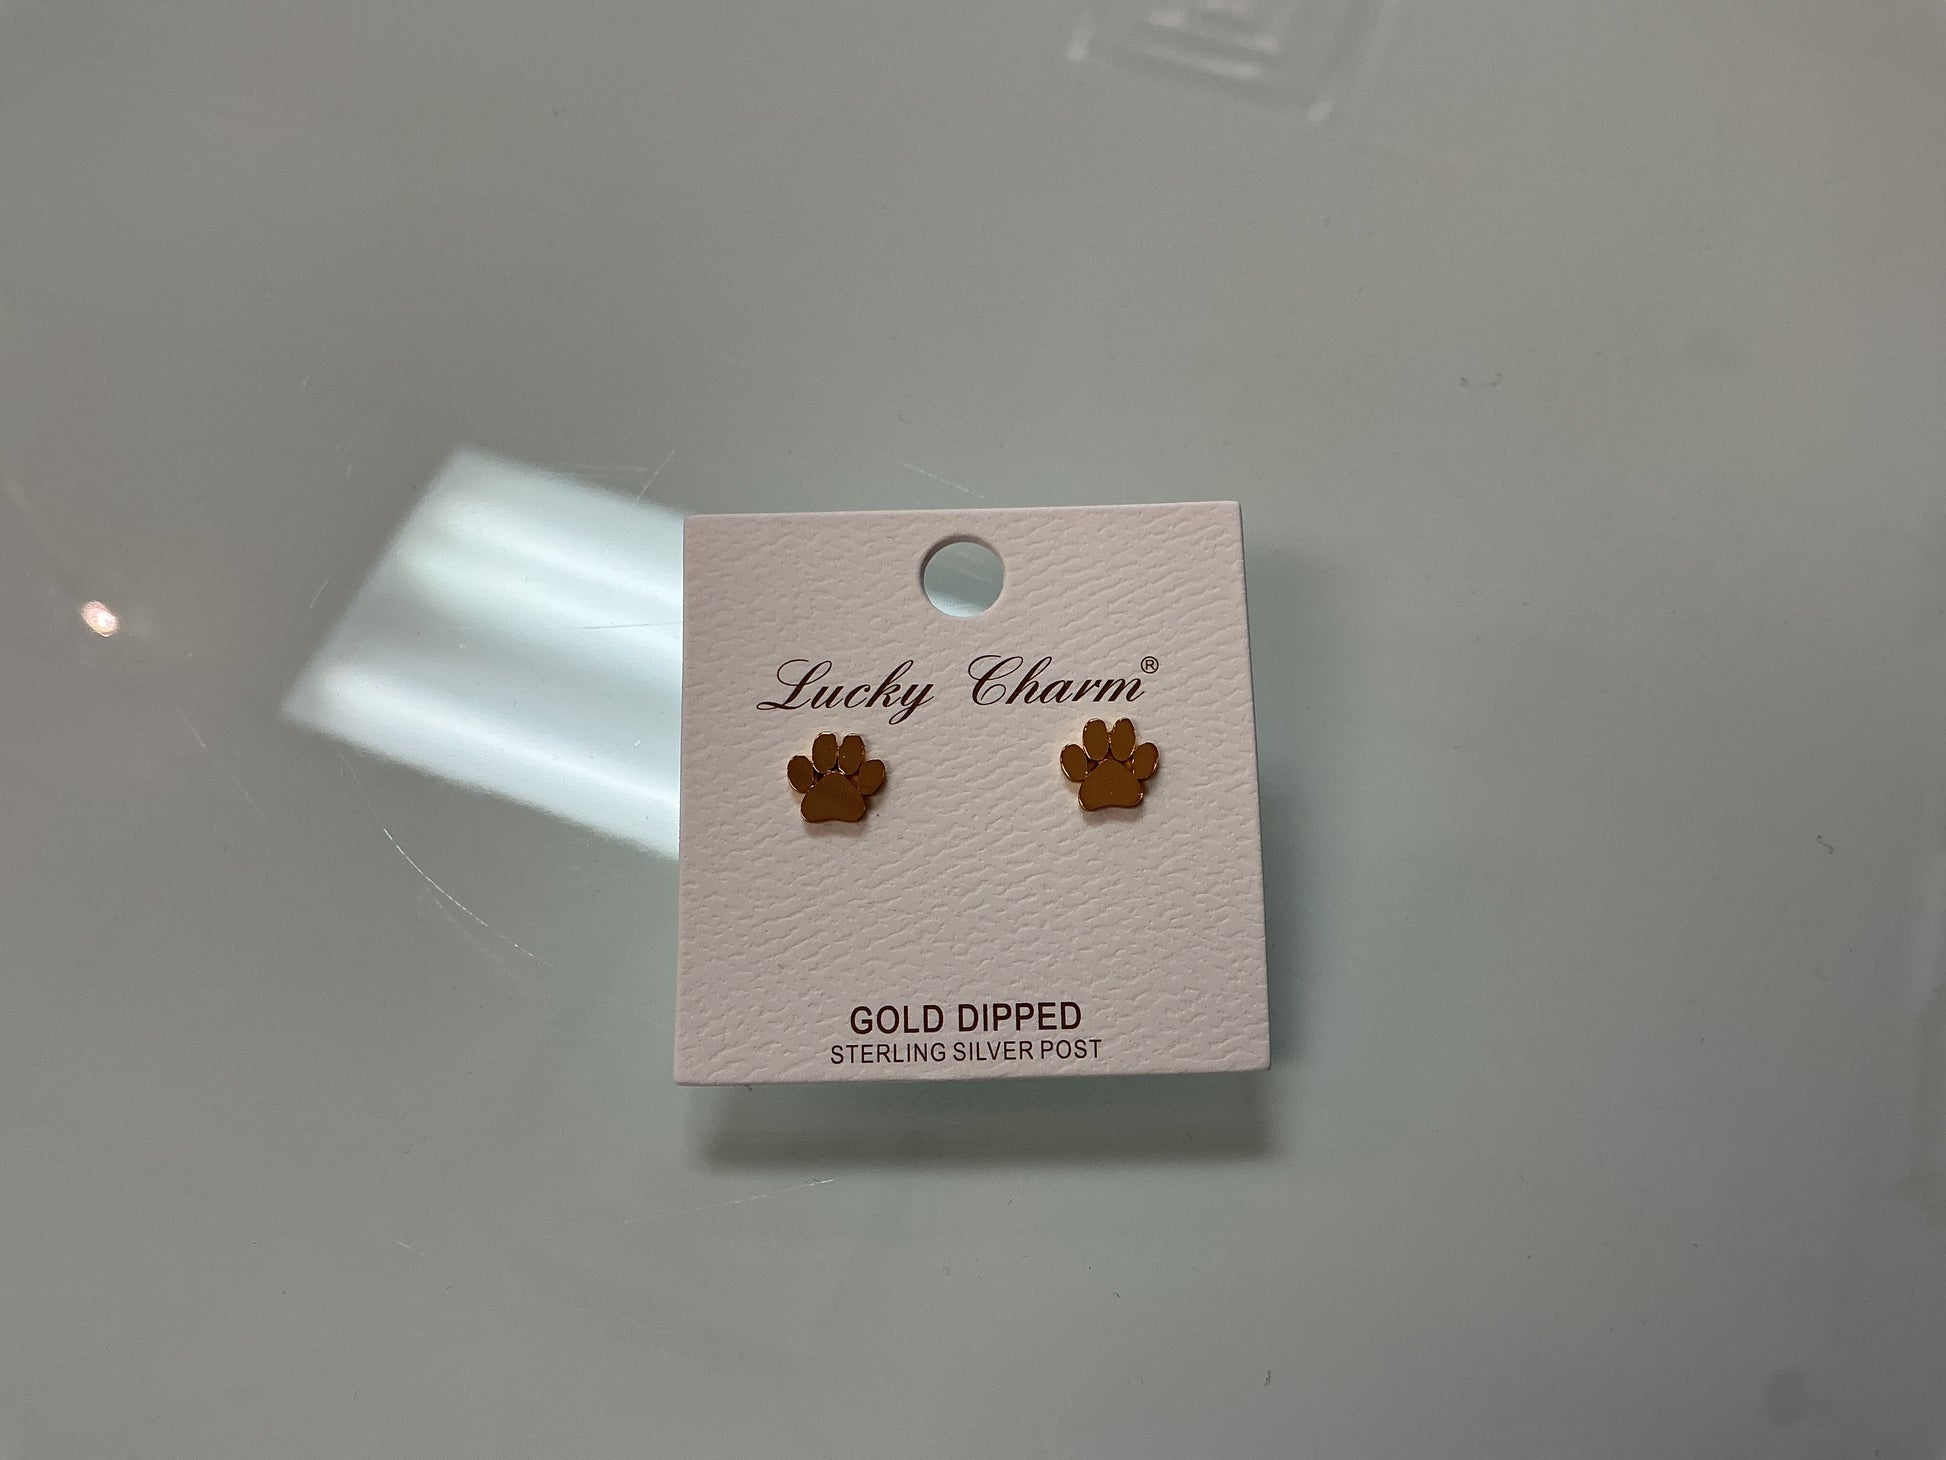 Lucky Charm®
GOLD DIPPED
STERLING SILVER POST